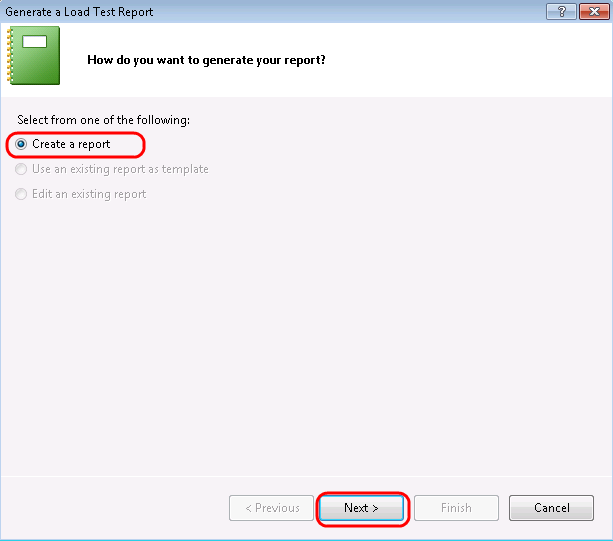 Generate a Load Test Report
?
How do you want to generate your report?
Select from one of the following:
Create a report
Use an existing report as template
Edit an existing report
< Previous Next > Finish Cancel